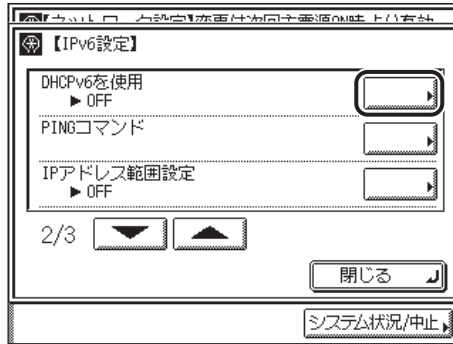 【IPv6設定】
DHCPv6を使用
▶ OFF
PINGコマンド
IPアドレス範囲設定
▶ OFF
2/3
閉じる
システム状況/中止